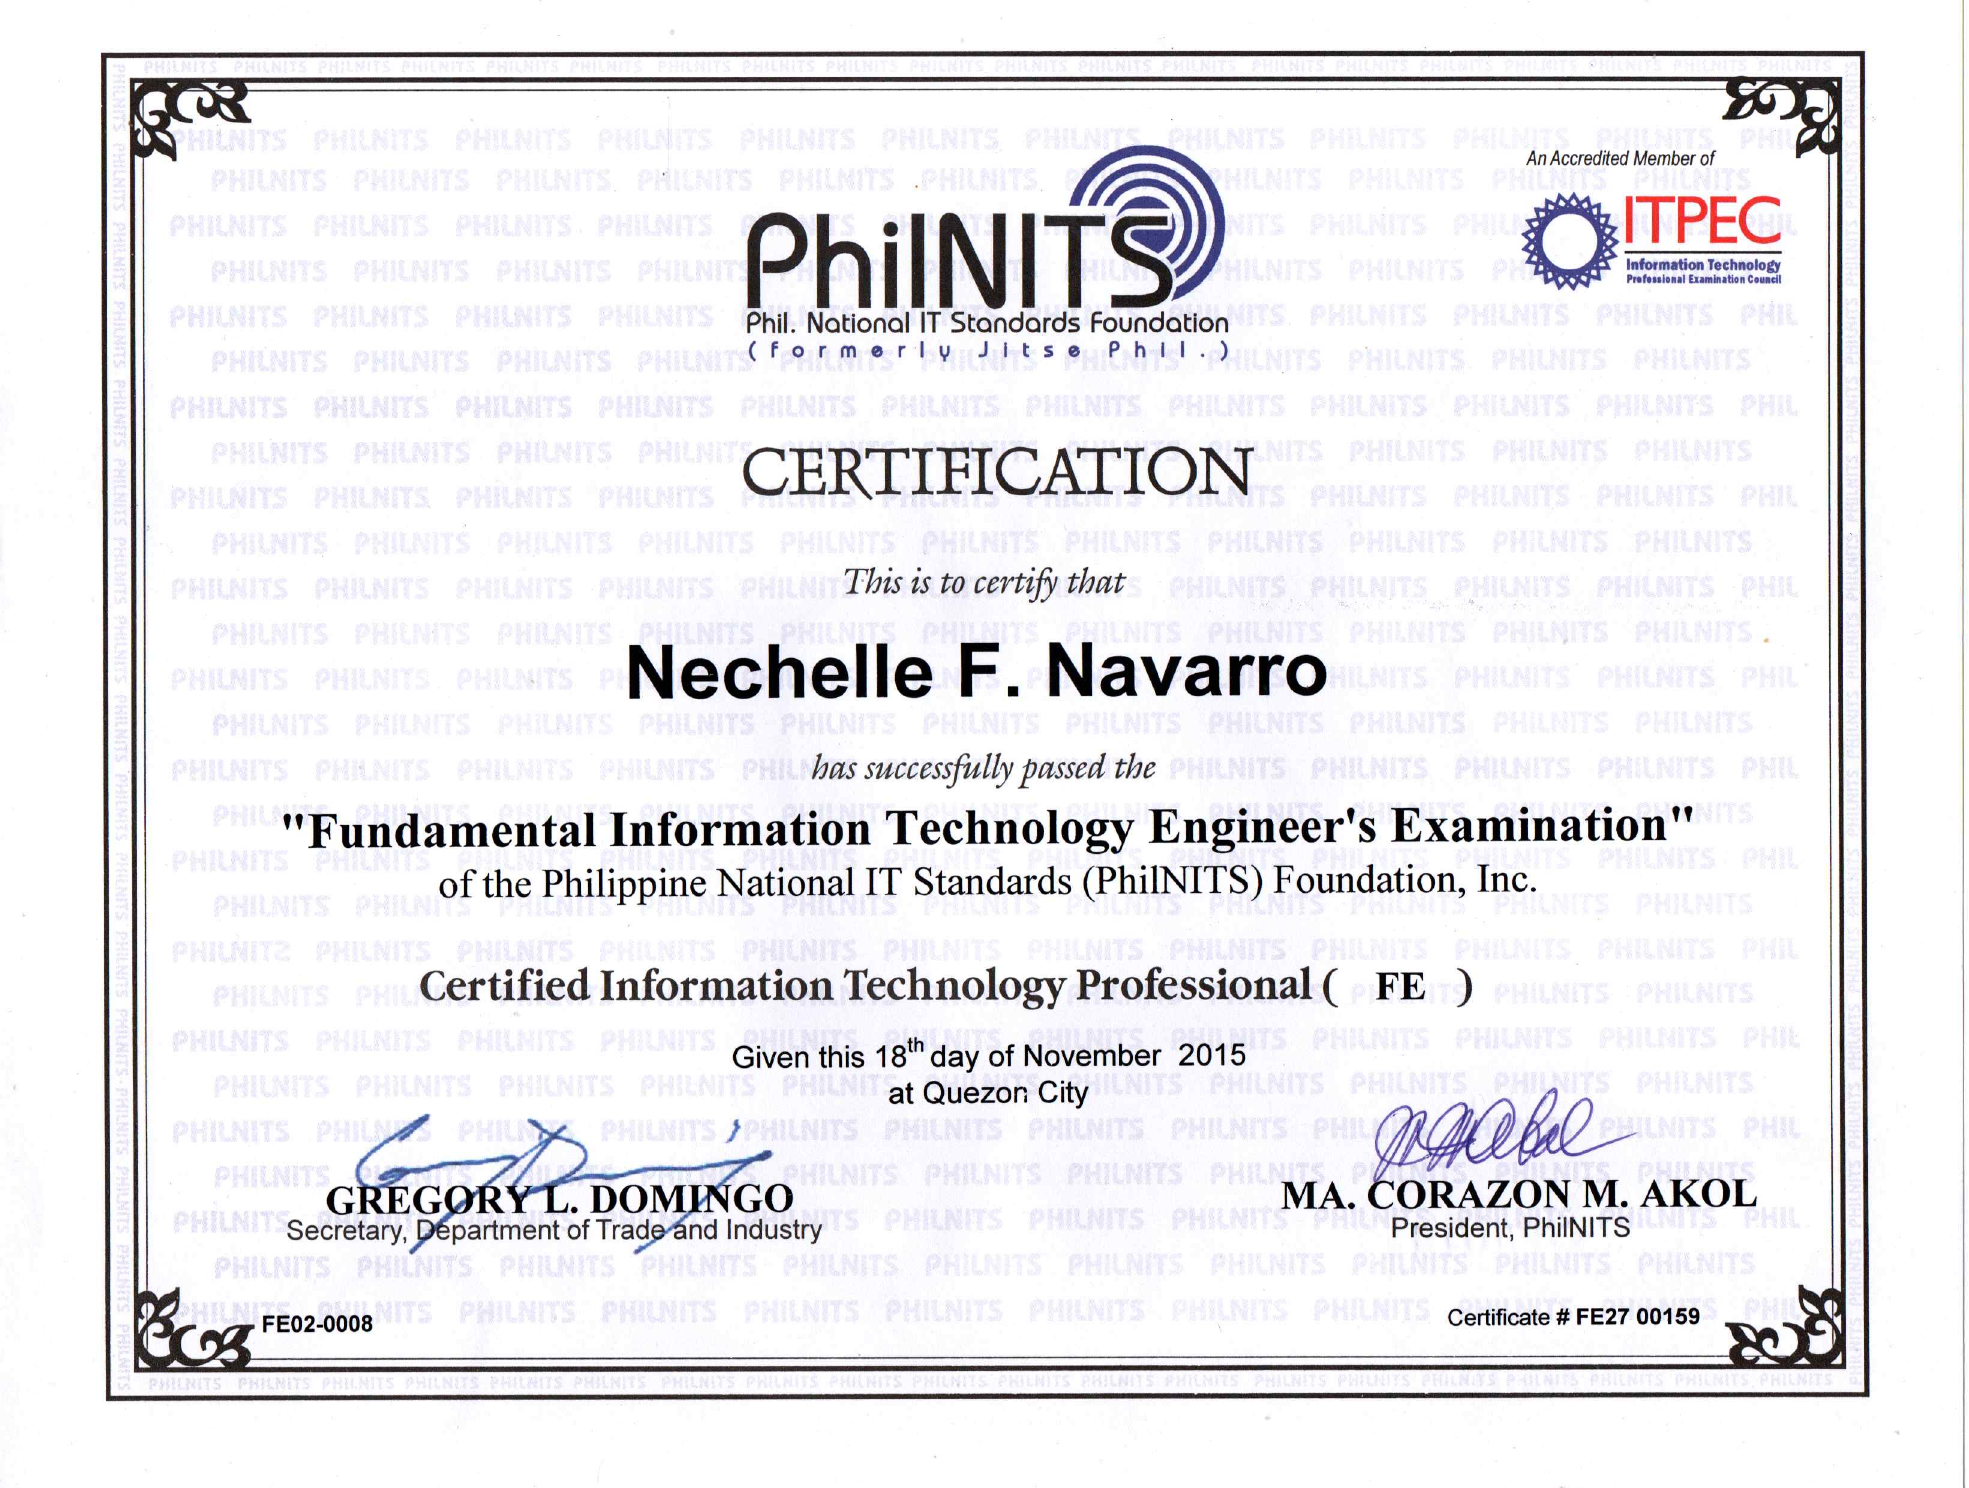 An Accredited Member of
ITPEC
Information Technology
Professional Examination Council
PhilNITS
Phil. National IT Standards Foundation
(formerly Jitse Phil.)
CERTIFICATION
This is to certify that
Nechelle F. Navarro
has successfully passed the
"Fundamental Information Technology Engineer's Examination"
of the Philippine National IT Standards (PhilNITS) Foundation, Inc.
Certified Information Technology Professional ( FE )
Given this 18th day of November 2015
at Quezon City
GREGORY L. DOMINGO
Secretary, Department of Trade and Industry
MA. CORAZON M. AKOL
President, PhilNITS
FE02-0008
Certificate # FE27 00159